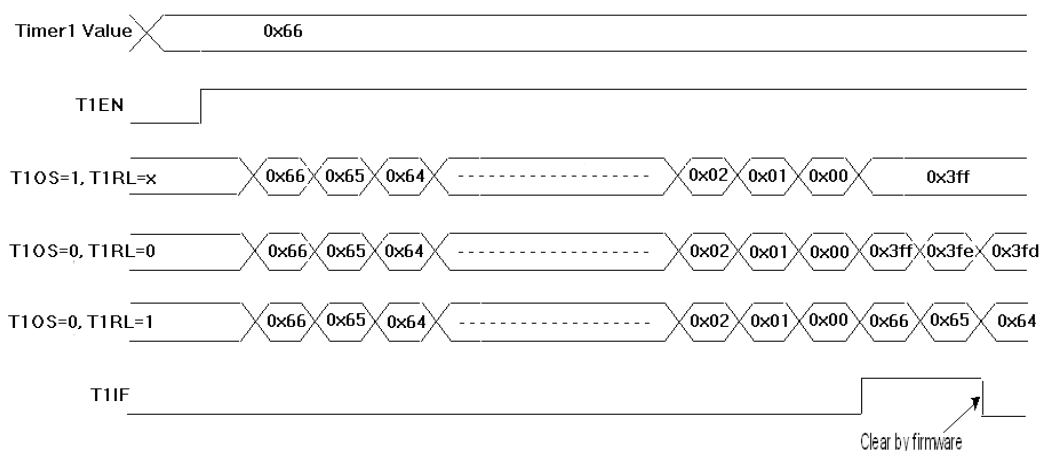 Timer1 Value 0x66
T1EN
T1OS=1, T1RL=x 0x66 0x65 0x64 0x02 0x01 0x00 0x3ff
T1OS=0, T1RL=0 0x66 0x65 0x64 0x02 0x01 0x00 0x3ff 0x3fe 0x3fd
T1OS=0, T1RL=1 0x66 0x65 0x64 0x02 0x01 0x00 0x66 0x65 0x64
T1IF
Clear by firmware